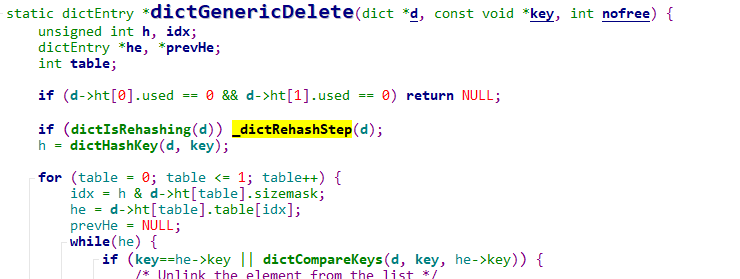 static dictEntry *dictGenericDelete(dict *d, const void *key, int nofree) {
unsigned int h, idx;
dictEntry *he, *prevHe;
int table;
if (d->ht[0].used == 0 && d->ht[1].used == 0) return NULL;
if (dictIsRehashing(d)) _dictRehashStep(d);
h = dictHashKey(d, key);
for (table = 0; table <= 1; table++) {
idx = h & d->ht[table].sizemask;
he = d->ht[table].table[idx];
prevHe = NULL;
while(he) {
if (key==he->key || dictCompareKeys(d, key, he->key)) {
/* Unlink the element from the list */